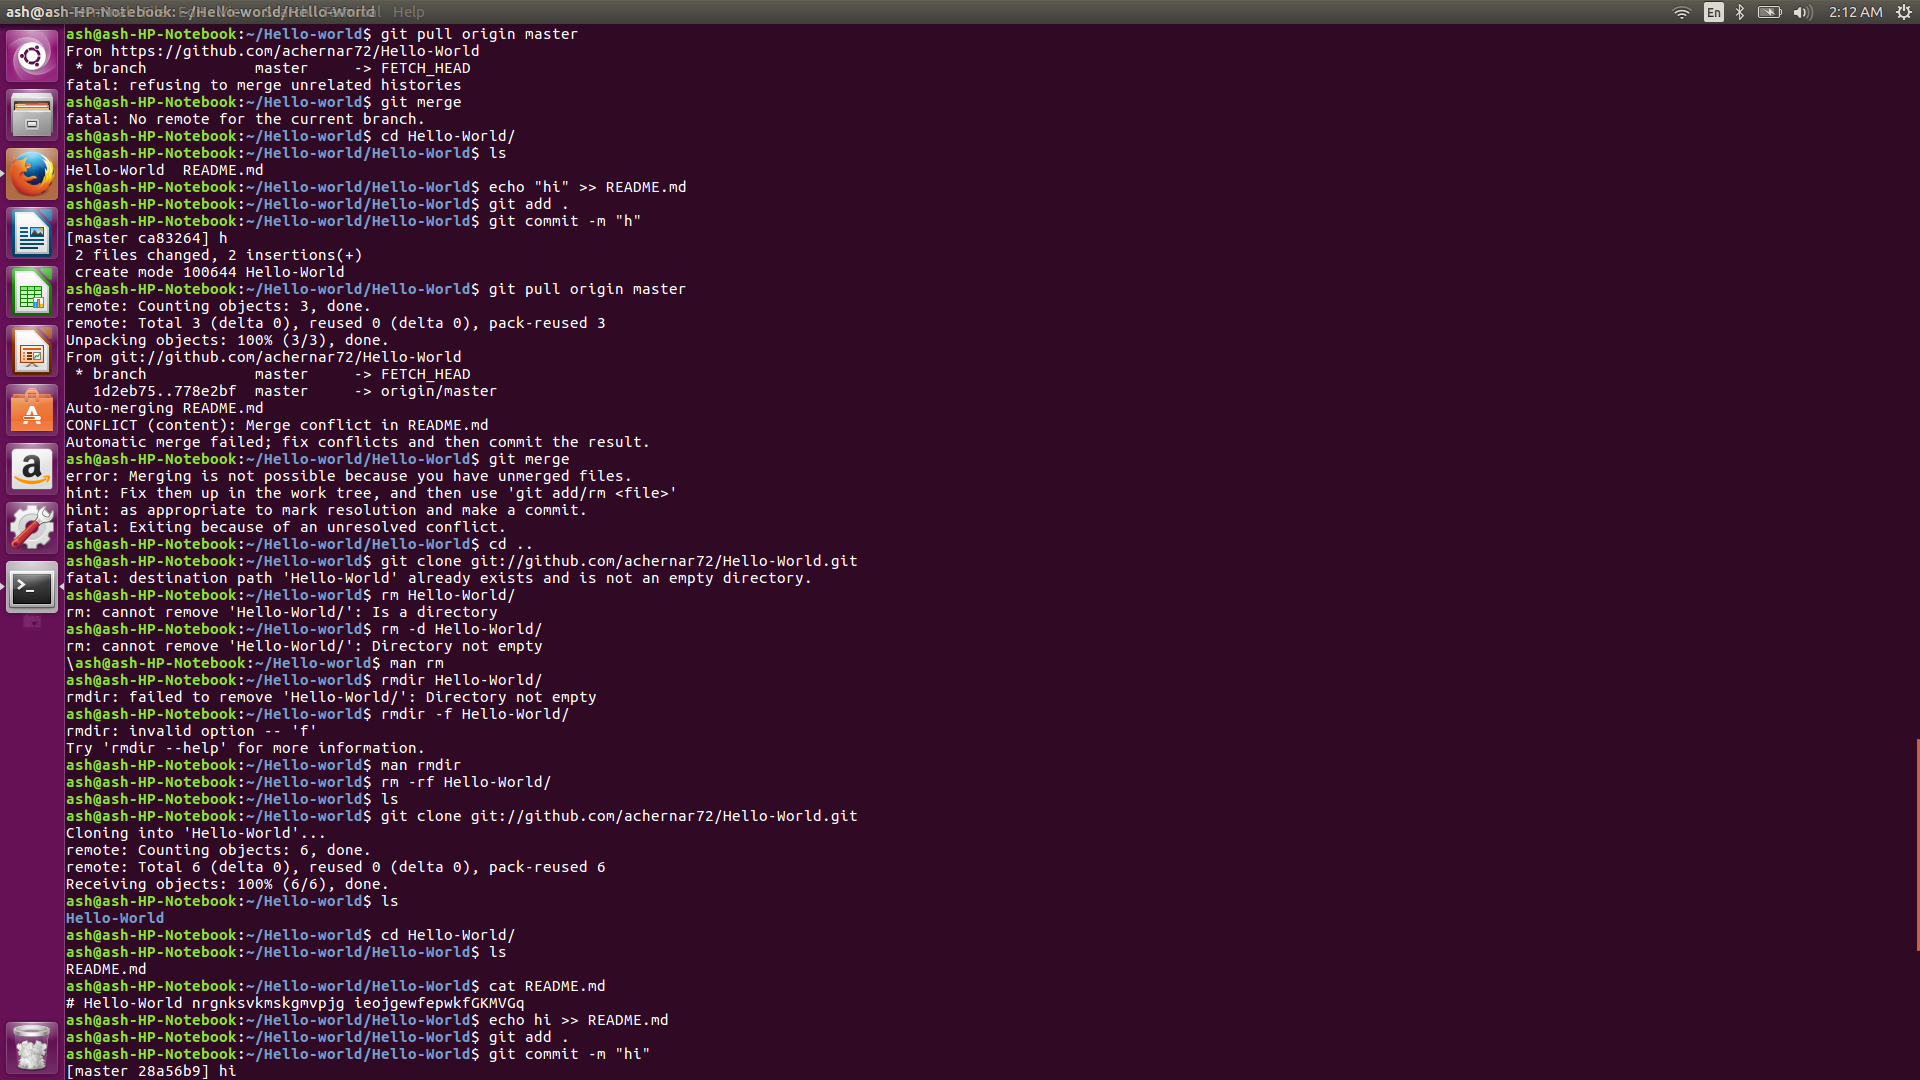 ash@ash-HP-Notebook: ~/Hello-world/Hello-World Help
En 2:12 AM
ash@ash-HP-Notebook:~/Hello-world$ git pull origin master
From https://github.com/achernar72/Hello-World
 * branch            master     -> FETCH_HEAD
fatal: refusing to merge unrelated histories
ash@ash-HP-Notebook:~/Hello-world$ git merge
fatal: No remote for the current branch.
ash@ash-HP-Notebook:~/Hello-world$ cd Hello-World/
ash@ash-HP-Notebook:~/Hello-world/Hello-World$ ls
Hello-World  README.md
ash@ash-HP-Notebook:~/Hello-world/Hello-World$ echo "hi" >> README.md
ash@ash-HP-Notebook:~/Hello-world/Hello-World$ git add .
ash@ash-HP-Notebook:~/Hello-world/Hello-World$ git commit -m "h"
[master ca83264] h
 2 files changed, 2 insertions(+)
 create mode 100644 Hello-World
ash@ash-HP-Notebook:~/Hello-world/Hello-World$ git pull origin master
remote: Counting objects: 3, done.
remote: Total 3 (delta 0), reused 0 (delta 0), pack-reused 3
Unpacking objects: 100% (3/3), done.
From git://github.com/achernar72/Hello-World
 * branch            master     -> FETCH_HEAD
   1d2eb75..778e2bf  master     -> origin/master
Auto-merging README.md
CONFLICT (content): Merge conflict in README.md
Automatic merge failed; fix conflicts and then commit the result.
ash@ash-HP-Notebook:~/Hello-world/Hello-World$ git merge
error: Merging is not possible because you have unmerged files.
hint: Fix them up in the work tree, and then use 'git add/rm <file>'
hint: as appropriate to mark resolution and make a commit.
fatal: Exiting because of an unresolved conflict.
ash@ash-HP-Notebook:~/Hello-world/Hello-World$ cd ..
ash@ash-HP-Notebook:~/Hello-world$ git clone git://github.com/achernar72/Hello-World.git
fatal: destination path 'Hello-World' already exists and is not an empty directory.
ash@ash-HP-Notebook:~/Hello-world$ rm Hello-World/
rm: cannot remove 'Hello-World/': Is a directory
ash@ash-HP-Notebook:~/Hello-world$ rm -d Hello-World/
rm: cannot remove 'Hello-World/': Directory not empty
\ash@ash-HP-Notebook:~/Hello-world$ man rm
ash@ash-HP-Notebook:~/Hello-world$ rmdir Hello-World/
rmdir: failed to remove 'Hello-World/': Directory not empty
ash@ash-HP-Notebook:~/Hello-world$ rmdir -f Hello-World/
rmdir: invalid option -- 'f'
Try 'rmdir --help' for more information.
ash@ash-HP-Notebook:~/Hello-world$ man rmdir
ash@ash-HP-Notebook:~/Hello-world$ rm -rf Hello-World/
ash@ash-HP-Notebook:~/Hello-world$ ls
ash@ash-HP-Notebook:~/Hello-world$ git clone git://github.com/achernar72/Hello-World.git
Cloning into 'Hello-World'...
remote: Counting objects: 6, done.
remote: Total 6 (delta 0), reused 0 (delta 0), pack-reused 6
Receiving objects: 100% (6/6), done.
ash@ash-HP-Notebook:~/Hello-world$ ls
Hello-World
ash@ash-HP-Notebook:~/Hello-world$ cd Hello-World/
ash@ash-HP-Notebook:~/Hello-world/Hello-World$ ls
README.md
ash@ash-HP-Notebook:~/Hello-world/Hello-World$ cat README.md
# Hello-World nrgnksvkmskgmvpjg ieojgewfepwkfGKMVGq
ash@ash-HP-Notebook:~/Hello-world/Hello-World$ echo hi >> README.md
ash@ash-HP-Notebook:~/Hello-world/Hello-World$ git add .
ash@ash-HP-Notebook:~/Hello-world/Hello-World$ git commit -m "hi"
[master 28a56b9] hi